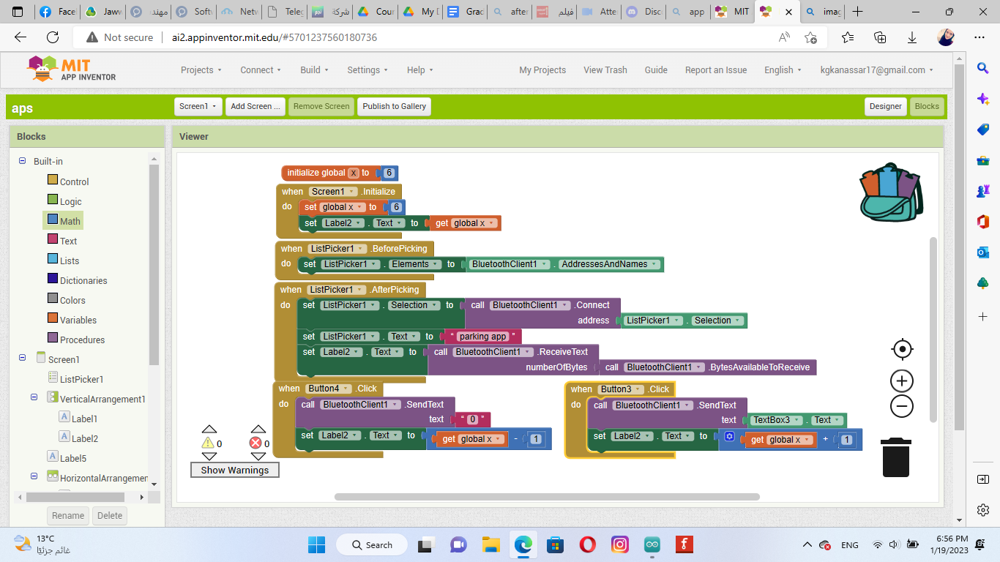 aps
Face
Jaww
مهند
Softv
Netw
Teleg
شركة
Cour
My D
Grad
after
فيلم
Atte
Disco
app
MIT
imag
Not secure
ai2.appinventor.mit.edu/#5701237560180736
MIT
APP INVENTOR
Projects
Connect
Build
Settings
Help
My Projects
View Trash
Guide
Report an Issue
English
kgkanassar17@gmail.com
aps
Screen1
Add Screen ...
Remove Screen
Publish to Gallery
Designer
Blocks
Blocks
Viewer
Built-in
Control
Logic
Math
Text
Lists
Dictionaries
Colors
Variables
Procedures
Screen1
ListPicker1
VerticalArrangement1
Label1
Label2
Label5
HorizontalArrangemen
Rename
Delete
initialize global x to 6
when Screen1 .Initialize
do set global x to 6
set Label2 . Text to get global x
when ListPicker1 .BeforePicking
do set ListPicker1 . Elements to BluetoothClient1 . AddressesAndNames
when ListPicker1 .AfterPicking
do set ListPicker1 . Selection to call BluetoothClient1 .Connect
address ListPicker1 . Selection
set ListPicker1 . Text to “ parking app ”
set Label2 . Text to call BluetoothClient1 .ReceiveText
numberOfBytes call BluetoothClient1 .BytesAvailableToReceive
when Button4 .Click
do call BluetoothClient1 .SendText
text “ 0 ”
set Label2 . Text to get global x - 1
when Button3 .Click
do call BluetoothClient1 .SendText
text TextBox3 . Text
set Label2 . Text to get global x + 1
0
0
Show Warnings
13°C
غائم جزئيًا
Search
ENG
6:56 PM
1/19/2023